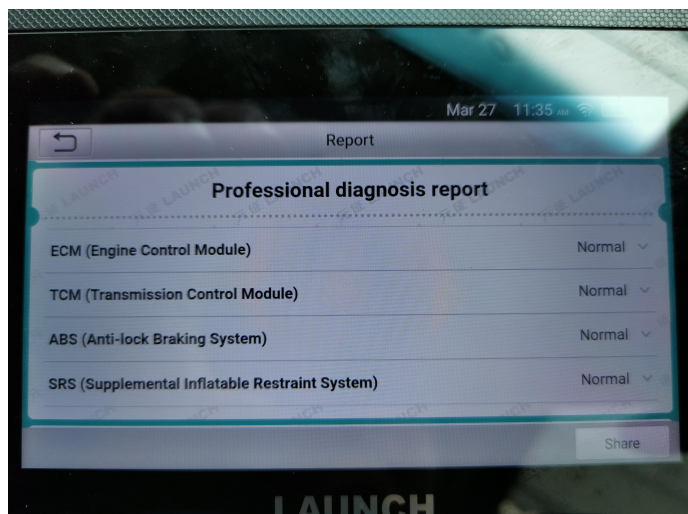 Mar 27 11:35 AM
Report
Professional diagnosis report
ECM (Engine Control Module) Normal
TCM (Transmission Control Module) Normal
ABS (Anti-lock Braking System) Normal
SRS (Supplemental Inflatable Restraint System) Normal
Share
LAUNCH